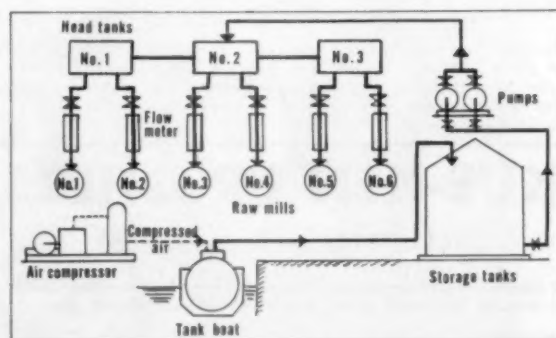 Head tanks
No.1 No.2 No.3
Pumps
Flow
meter
No.1 No.2 No.3 No.4 No.5 No.6
Raw mills
Compressed
air
Air compressor
Storage tanks
Tank boat